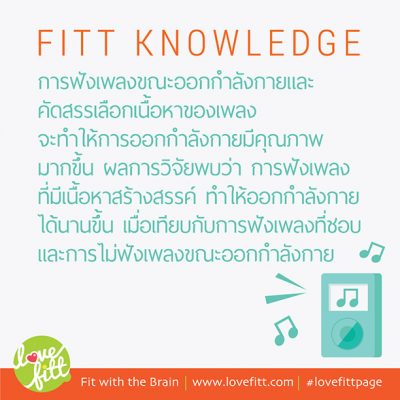 FITT KNOWLEDGE
การฟังเพลงขณะออกกำลังกายและ
คัดสรรเลือกเนื้อหาของเพลง
จะทำให้การออกกำลังกายมีคุณภาพ
มากขึ้น ผลการวิจัยพบว่า การฟังเพลง
ที่มีเนื้อหาสร้างสรรค์ ทำให้ออกกำลังกาย
ได้นานขึ้น เมื่อเทียบกับการฟังเพลงที่ชอบ
และการไม่ฟังเพลงขณะออกกำลังกาย
love
fitt
Fit with the Brain | www.lovefitt.com | #lovefittpage